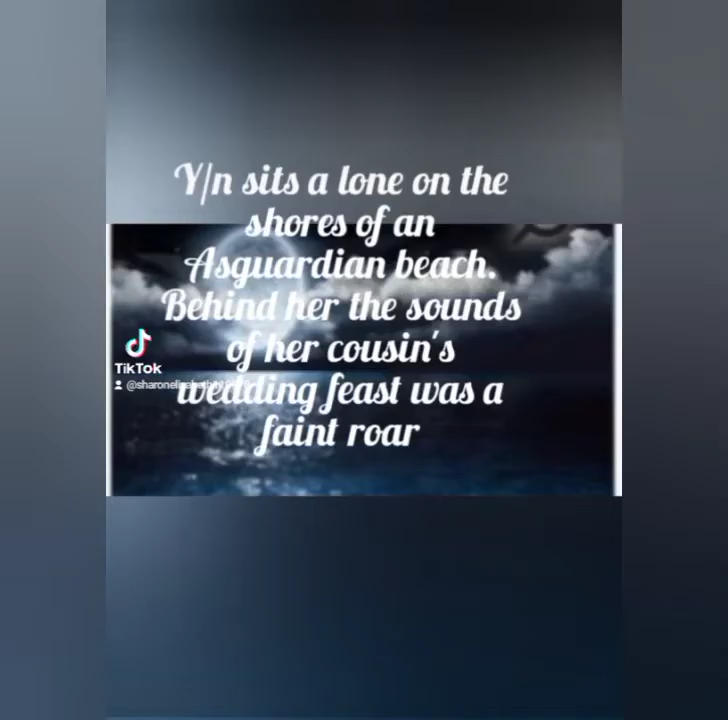 Y/n sits a lone on the
shores of an
Asguardian beach.
Behind her the sounds
of her cousin's
TikTok
wedding feast was a
faint roar